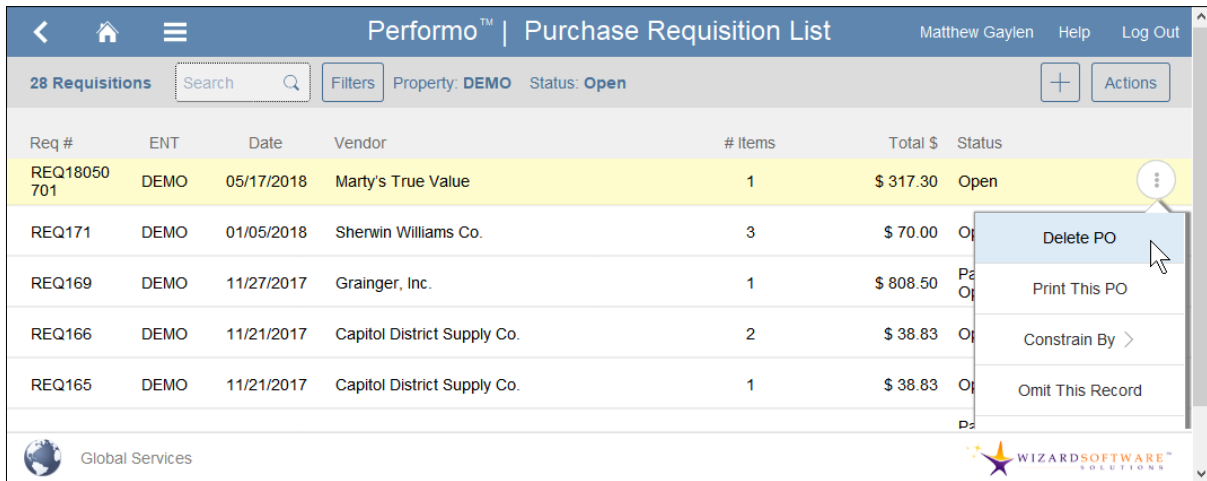 Performo™ | Purchase Requisition List Matthew Gaylen Help Log Out
28 Requisitions Search Filters Property: DEMO Status: Open + Actions
Req # ENT Date Vendor # Items Total $ Status
REQ18050
701 DEMO 05/17/2018 Marty's True Value 1 $ 317.30 Open
REQ171 DEMO 01/05/2018 Sherwin Williams Co. 3 $ 70.00
Delete PO
REQ169 DEMO 11/27/2017 Grainger, Inc. 1 $ 808.50
Print This PO
REQ166 DEMO 11/21/2017 Capitol District Supply Co. 2 $ 38.83
Constrain By >
REQ165 DEMO 11/21/2017 Capitol District Supply Co. 1 $ 38.83
Omit This Record
Global Services
WIZARDSOFTWARE™
SOLUTIONS